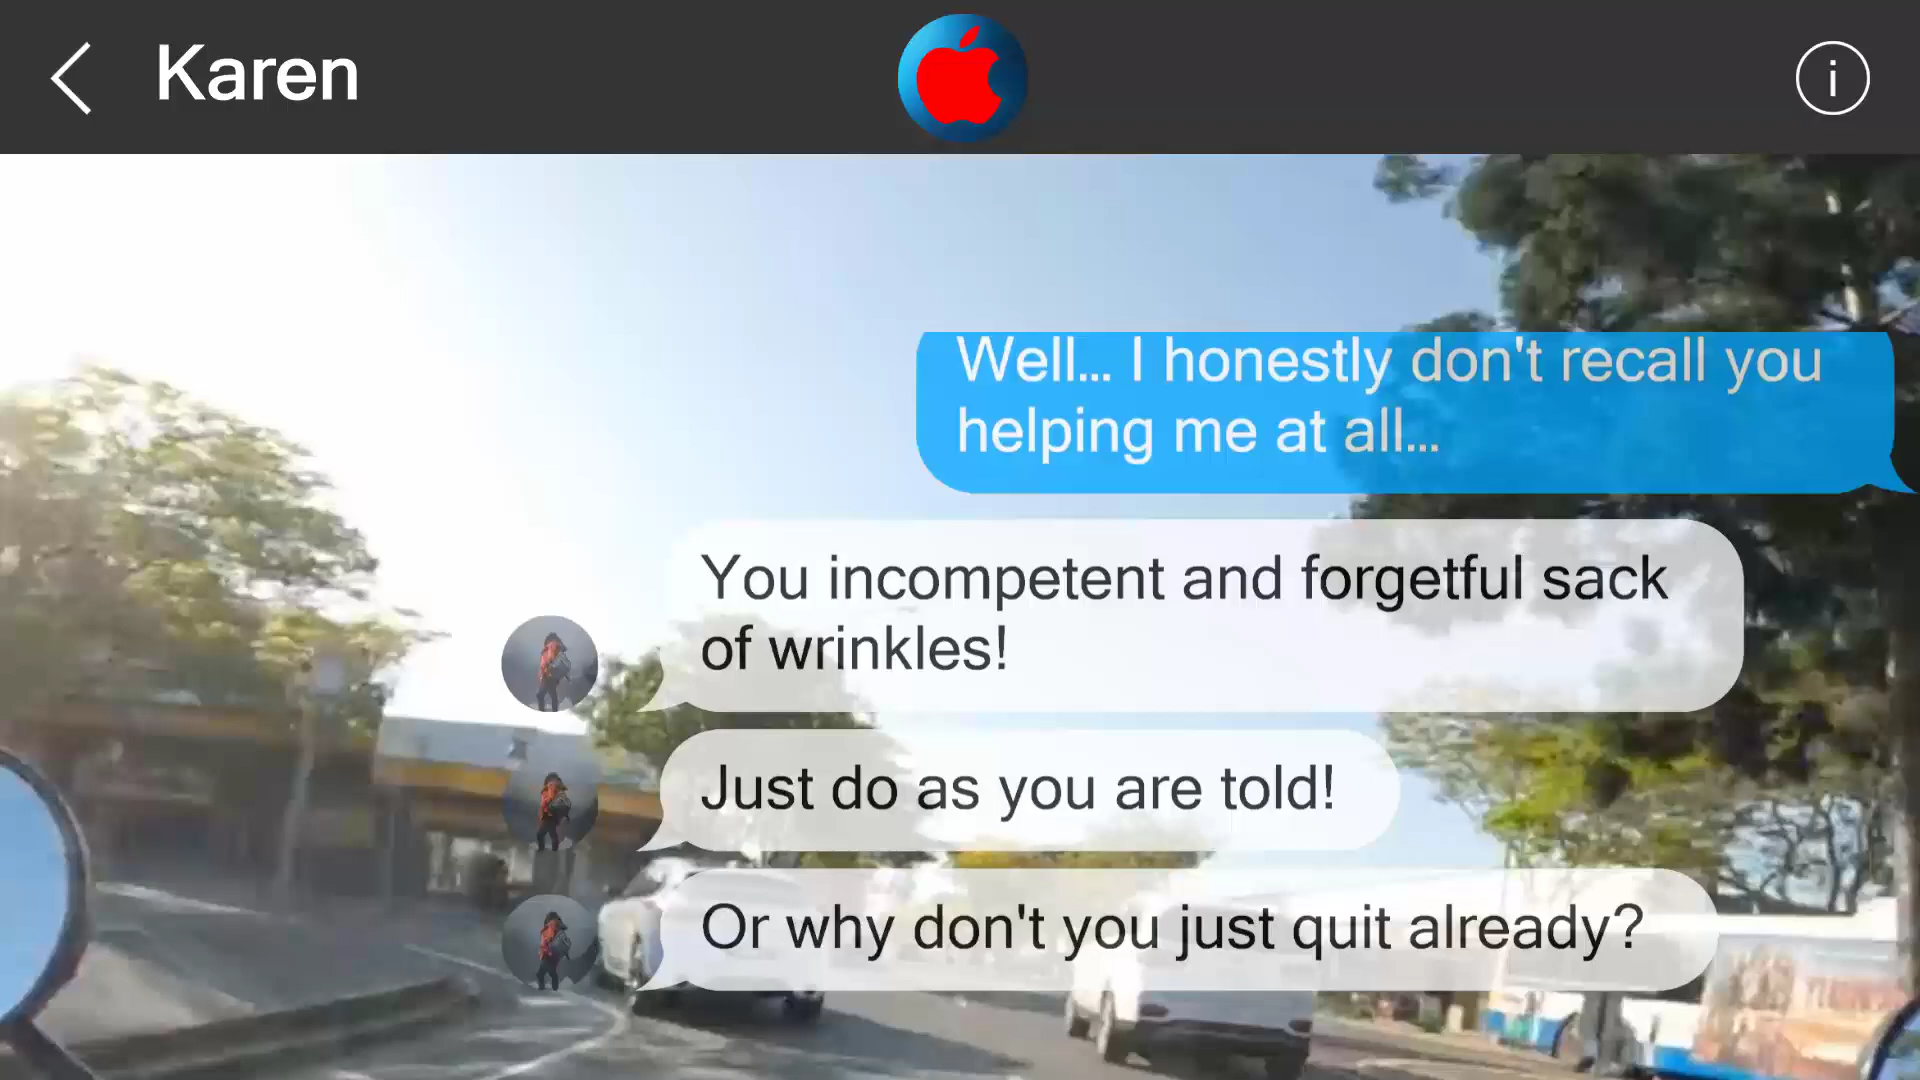 Karen
i
Well... I honestly don't recall you
helping me at all...
You incompetent and forgetful sack
of wrinkles!
Just do as you are told!
Or why don't you just quit already?